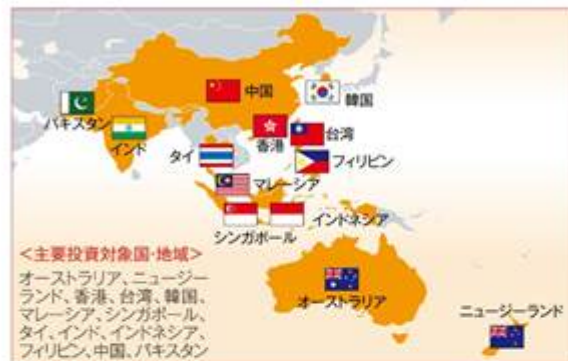 中国
韓国
パキスタン
インド
香港
台湾
タイ
フィリピン
マレーシア
シンガポール
インドネシア
<主要投資対象国・地域>
オーストラリア、ニュージー
ランド、香港、台湾、韓国、
マレーシア、シンガポール、
タイ、インド、インドネシア、
フィリピン、中国、パキスタン
オーストラリア
ニュージーランド